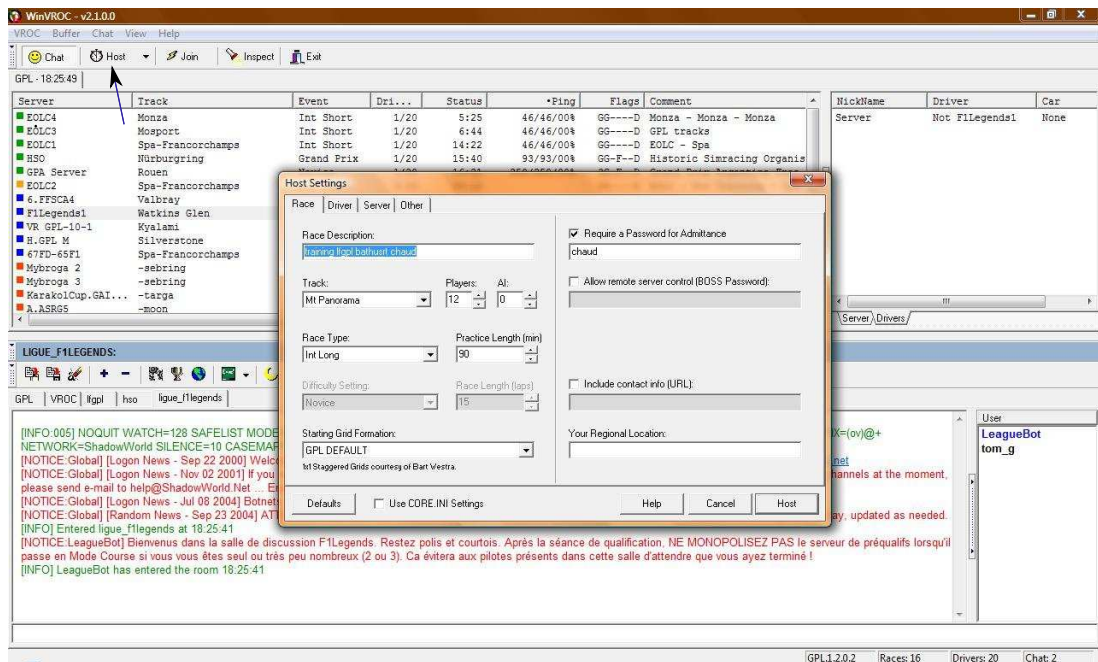 WinVROC - v2.1.0.0
VROC Buffer Chat View Help
Chat Host Join Inspect Exit
GPL - 18:25:49
Server Track Event Dri... Status •Ping Flags Comment
EOLC4 Monza Int Short 1/20 5:25 46/46/00% GG----D Monza - Monza - Monza
EOLC3 Mosport Int Short 1/20 6:44 46/46/00% GG----D GPL tracks
EOLC1 Spa-Francorchamps Int Short 1/20 14:22 46/46/00% GG----D EOLC - Spa
HSO Nürburgring Grand Prix 1/20 15:40 93/93/00% GG-F--D Historic Simracing Organis
GPA Server Rouen
EOLC2 Spa-Francorchamps
6.FFSCA4 Valbray
F1Legends1 Watkins Glen
VR GPL-10-1 Kyalami
H.GPL M Silverstone
67FD-65F1 Spa-Francorchamps
Mybroga 2 -sebring
Mybroga 3 -sebring
KarakolCup.GAI... -targa
A.ASRG5 -moon
NickName Driver Car
Server Not F1Legends1 None
Server Drivers
Host Settings
Race Driver Server Other
Race Description:
training lfgpl bathusrt chaud
Require a Password for Admittance
chaud
Track: Players: AI:
Mt Panorama 12 0
Allow remote server control (BOSS Password):
Race Type: Practice Length (min)
Int Long 90
Difficulty Setting: Race Length (laps)
Novice 15
Include contact info (URL):
Starting Grid Formation:
GPL DEFAULT
1x1 Staggered Grids courtesy of Bart Westra.
Your Regional Location:
Defaults Use CORE.INI Settings Help Cancel Host
LIGUE_F1LEGENDS:
GPL VROC lfgpl hso ligue_f1legends
[INFO:005] NOQUIT WATCH=128 SAFELIST MODE IX=(ov)@+
NETWORK=ShadowWorld SILENCE=10 CASEMAP
[NOTICE:Global] [Logon News - Sep 22 2000] Welc .net
[NOTICE:Global] [Logon News - Nov 02 2001] If you hannels at the moment,
please send e-mail to help@ShadowWorld.Net ... E
[NOTICE:Global] [Logon News - Jul 08 2004] Botnets
[NOTICE:Global] [Random News - Sep 23 2004] ATT ay, updated as needed.
[INFO] Entered ligue_f1legends at 18:25:41
[NOTICE:LeagueBot] Bienvenus dans la salle de discussion F1Legends. Restez polis et courtois. Après la séance de qualification, NE MONOPOLISEZ PAS le serveur de préqualifs lorsqu'il
passe en Mode Course si vous vous êtes seul ou très peu nombreux (2 ou 3). Ca évitera aux pilotes présents dans cette salle d'attendre que vous ayez terminé !
[INFO] LeagueBot has entered the room 18:25:41
User
LeagueBot
tom_g
GPL:1.2.0.2 Races: 16 Drivers: 20 Chat: 2